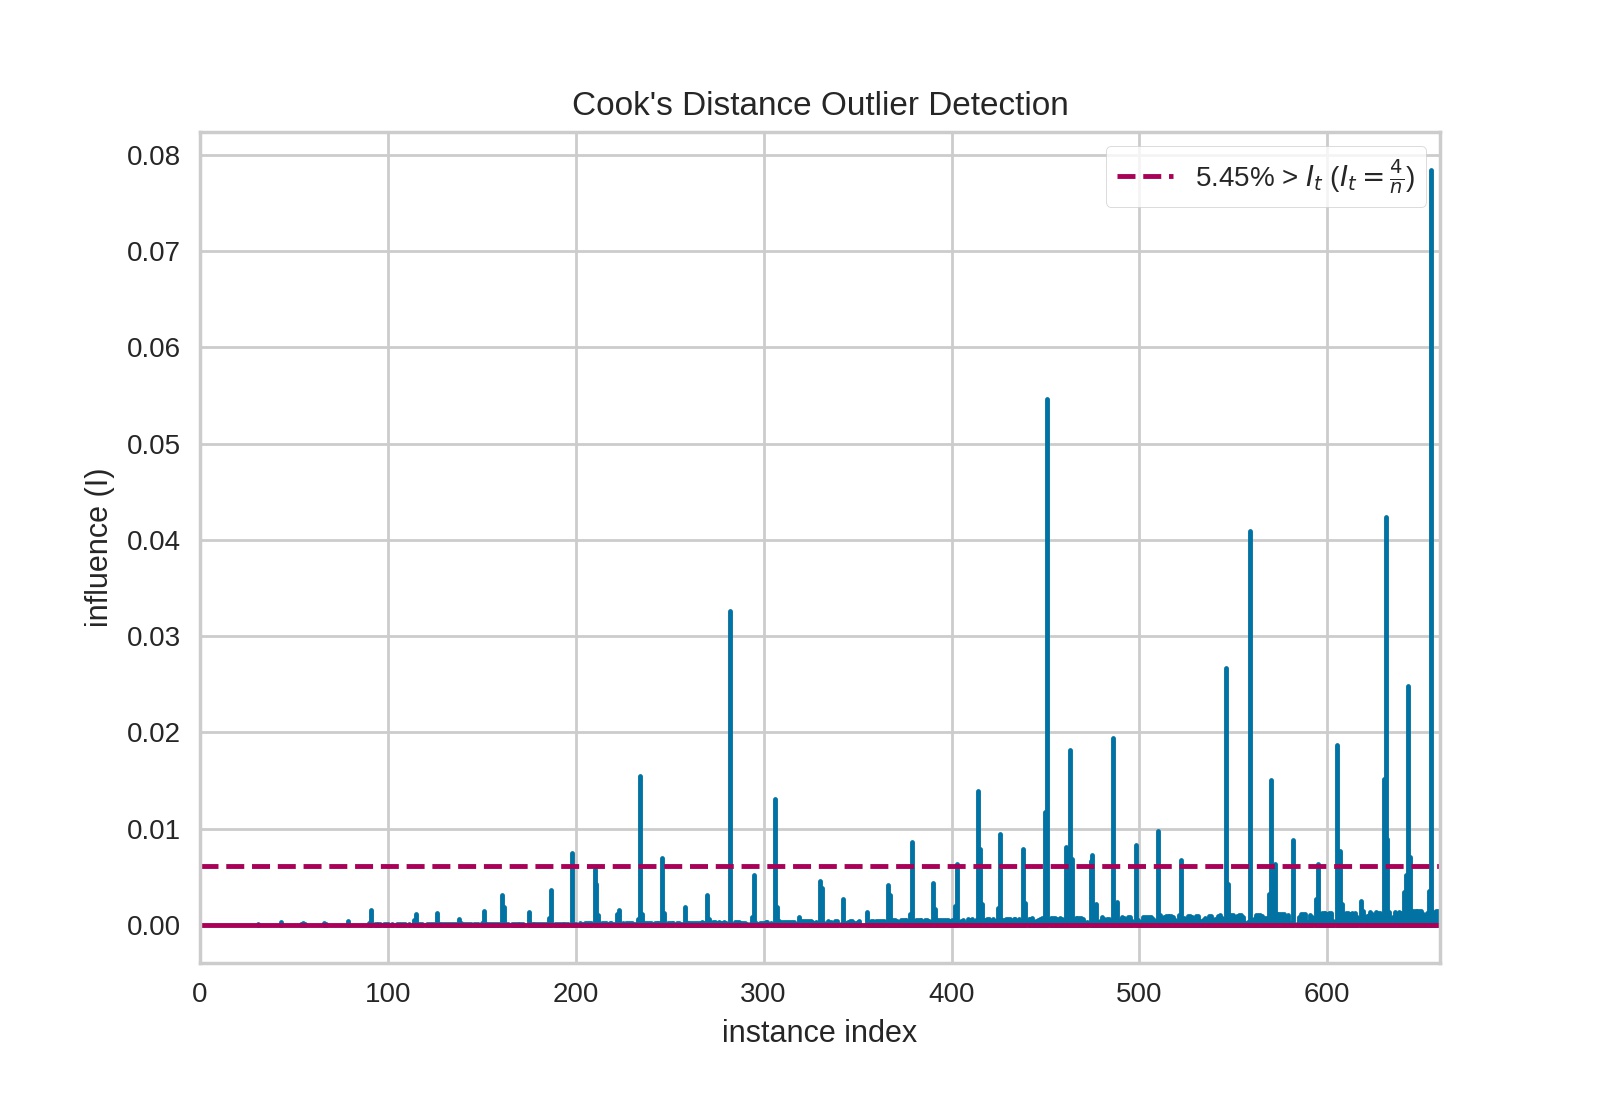 Cook's Distance Outlier Detection
5.45% > I_t (I_t = 4/n)
influence (I)
0.08
0.07
0.06
0.05
0.04
0.03
0.02
0.01
0.00
0 100 200 300 400 500 600
instance index